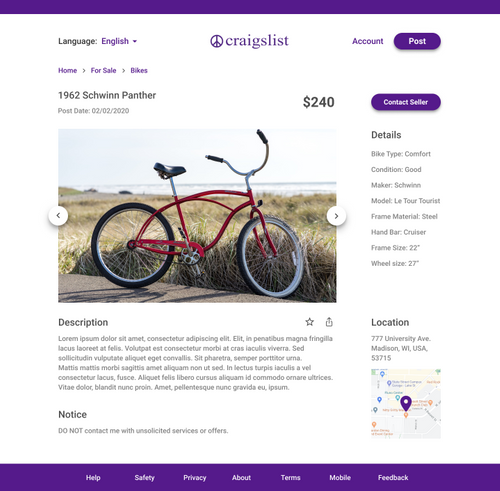 Language: English
craigslist
Account
Post
Home > For Sale > Bikes
1962 Schwinn Panther
$240
Contact Seller
Post Date: 02/02/2020
Details
Bike Type: Comfort
Condition: Good
Maker: Schwinn
Model: Le Tour Tourist
Frame Material: Steel
Hand Bar: Cruiser
Frame Size: 22"
Wheel size: 27"
Description
Lorem ipsum dolor sit amet, consectetur adipiscing elit. Elit, in penatibus magna fringilla
lacus laoreet at felis. Volutpat est consectetur morbi at cras iaculis viverra. Sed
sollicitudin vulputate aliquet eget convallis. Sit pharetra, semper porttitor urna.
Mattis mattis morbi sagittis amet aliquam non ut sed. In lectus turpis iaculis a vel
consectetur lacus, fusce. Aliquet felis libero cursus aliquam id commodo ornare ultrices.
Vitae dolor, blandit nunc proin. Amet, pellentesque nunc gravida eu, ipsum.
Location
777 University Ave.
Madison, WI, USA,
53715
Notice
DO NOT contact me with unsolicited services or offers.
Help
Safety
Privacy
About
Terms
Mobile
Feedback